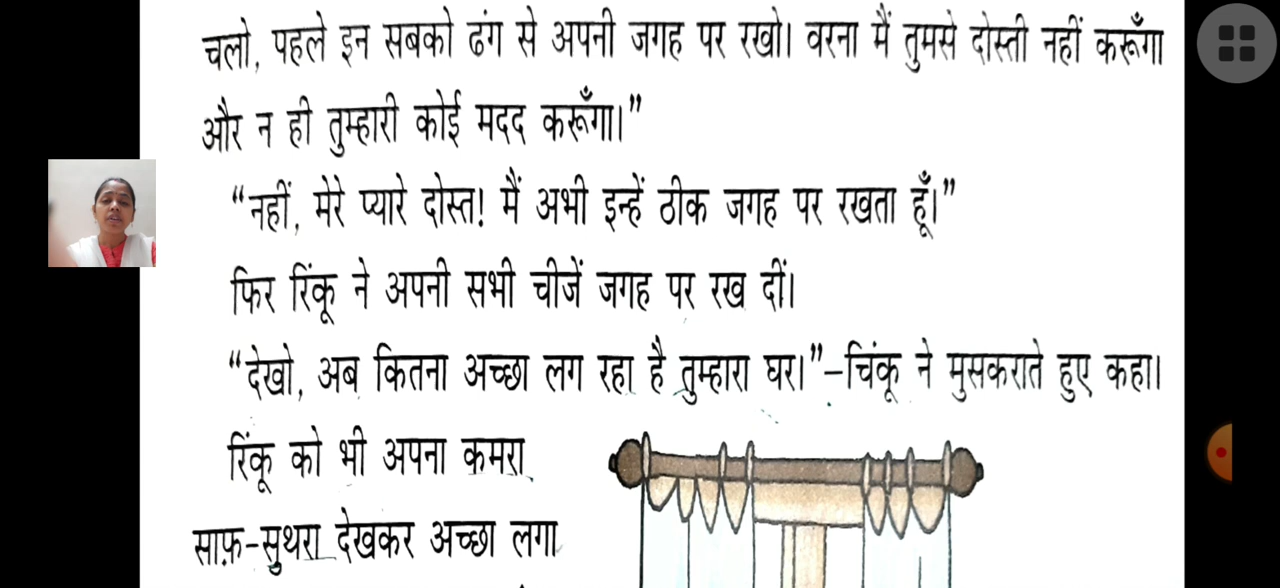 चलो, पहले इन सबको ढंग से अपनी जगह पर रखो। वरना मैं तुमसे दोस्ती नहीं करूँगा
और न ही तुम्हारी कोई मदद करूँगा।”
“नहीं, मेरे प्यारे दोस्त! मैं अभी इन्हें ठीक जगह पर रखता हूँ।”
फिर रिंकू ने अपनी सभी चीजें जगह पर रख दीं।
“देखो, अब कितना अच्छा लग रहा है तुम्हारा घर।”–चिंकू ने मुसकराते हुए कहा।
रिंकू को भी अपना कमरा
साफ़-सुथरा देखकर अच्छा लगा